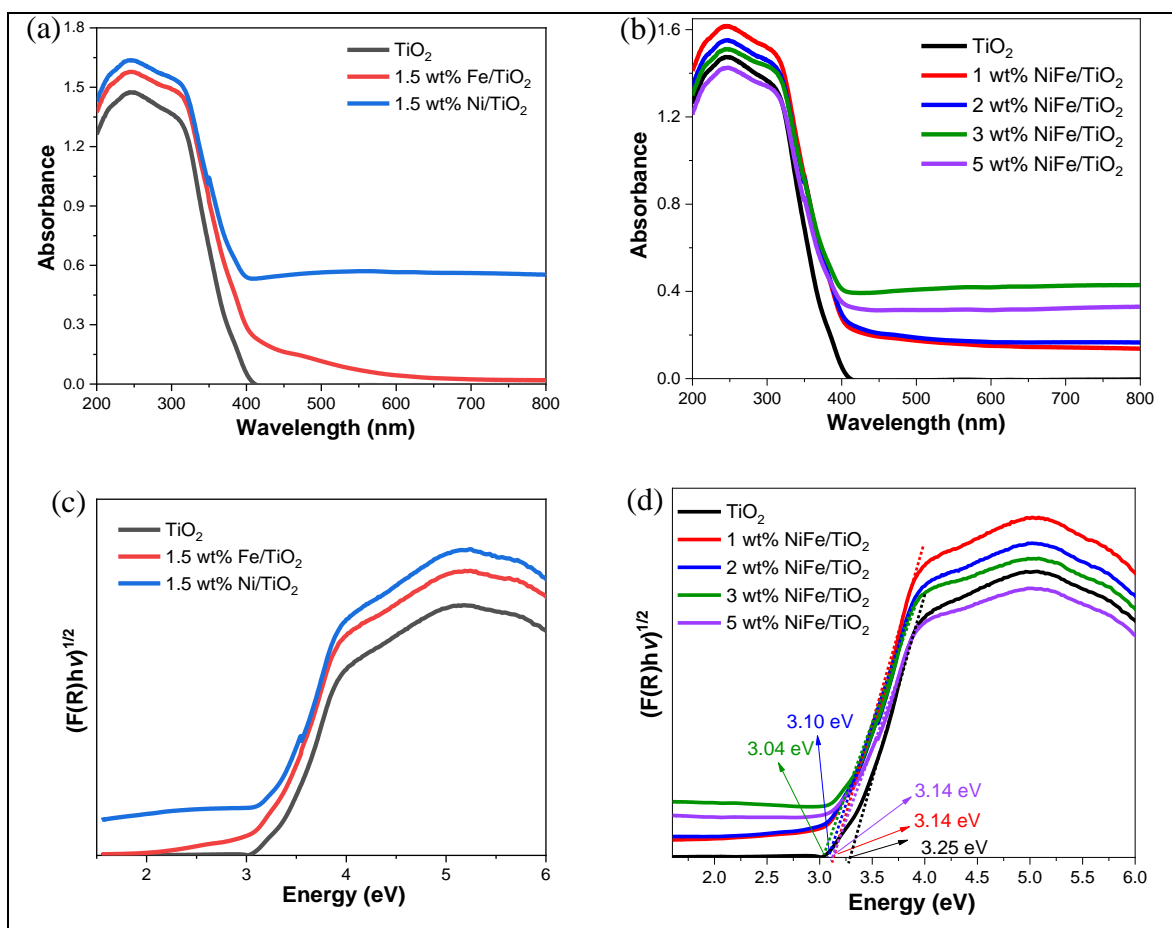 (a)
TiO2
1.5 wt% Fe/TiO2
1.5 wt% Ni/TiO2
1.8
1.5
1.2
0.9
0.6
0.3
0.0
Absorbance
200 300 400 500 600 700 800
Wavelength (nm)
(b)
TiO2
1 wt% NiFe/TiO2
2 wt% NiFe/TiO2
3 wt% NiFe/TiO2
5 wt% NiFe/TiO2
1.6
1.2
0.8
0.4
0.0
Absorbance
200 300 400 500 600 700 800
Wavelength (nm)
(c)
TiO2
1.5 wt% Fe/TiO2
1.5 wt% Ni/TiO2
(F(R)hν)1/2
2 3 4 5 6
Energy (eV)
(d)
TiO2
1 wt% NiFe/TiO2
2 wt% NiFe/TiO2
3 wt% NiFe/TiO2
5 wt% NiFe/TiO2
(F(R)hν)1/2
3.10 eV
3.04 eV
3.14 eV
3.14 eV
3.25 eV
2.0 2.5 3.0 3.5 4.0 4.5 5.0 5.5 6.0
Energy (eV)